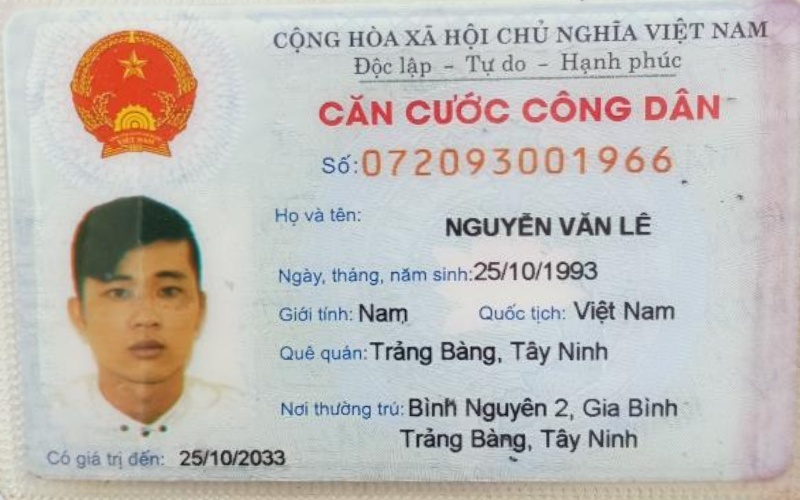 CỘNG HÒA XÃ HỘI CHỦ NGHĨA VIỆT NAM
Độc lập - Tự do - Hạnh phúc
CĂN CƯỚC CÔNG DÂN
Số: 072093001966
Họ và tên: NGUYỄN VĂN LÊ
Ngày, tháng, năm sinh: 25/10/1993
Giới tính: Nam Quốc tịch: Việt Nam
Quê quán: Trảng Bàng, Tây Ninh
Nơi thường trú: Bình Nguyên 2, Gia Bình
Trảng Bàng, Tây Ninh
Có giá trị đến: 25/10/2033
VIỆT NAM